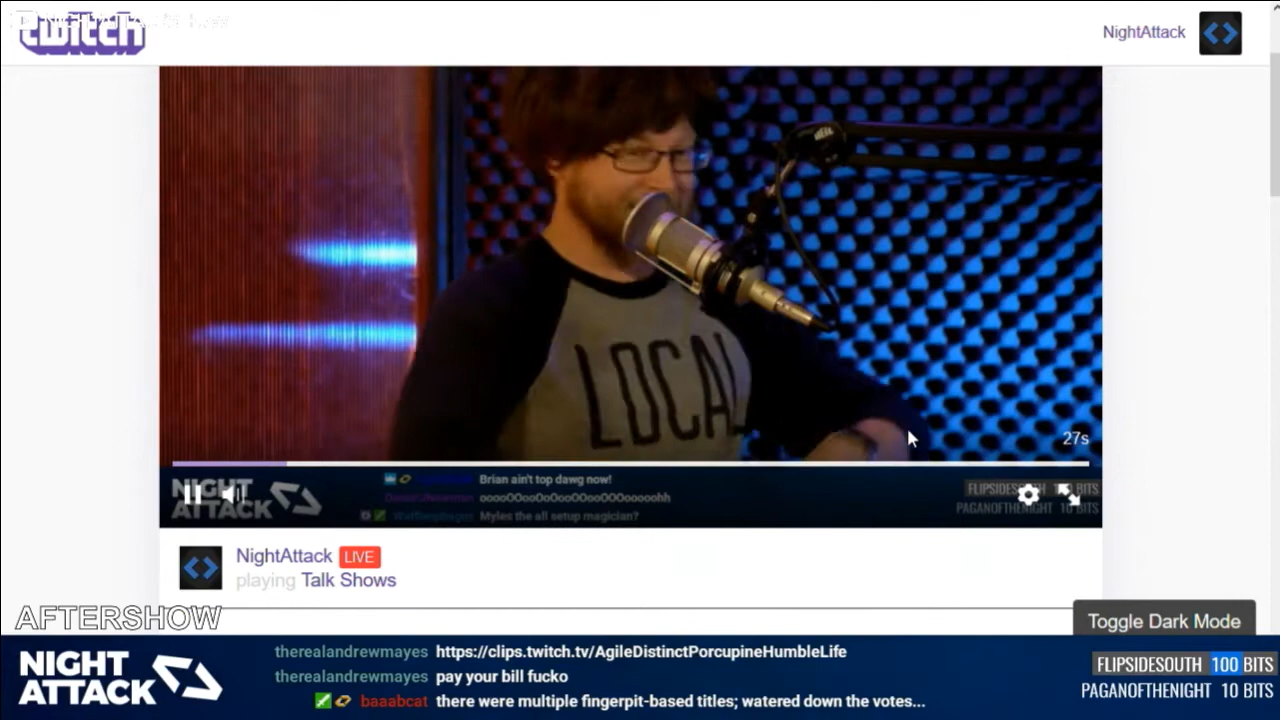 twitch
NightAttack
LOCAL
27s
NIGHT
ATTACK
Brian ain't top dawg now!
ooooOOooOoOooOOooOOOooooohh
Myles the all setup magician?
FLIPSIDESOUTH
BITS
PAGANOFTHENIGHT 10 BITS
NightAttack LIVE
playing Talk Shows
AFTERSHOW
Toggle Dark Mode
NIGHT
ATTACK
therealandrewmayes https://clips.twitch.tv/AgileDistinctPorcupineHumbleLife
therealandrewmayes pay your bill fucko
baaabcat there were multiple fingerpit-based titles; watered down the votes...
FLIPSIDESOUTH 100 BITS
PAGANOFTHENIGHT 10 BITS